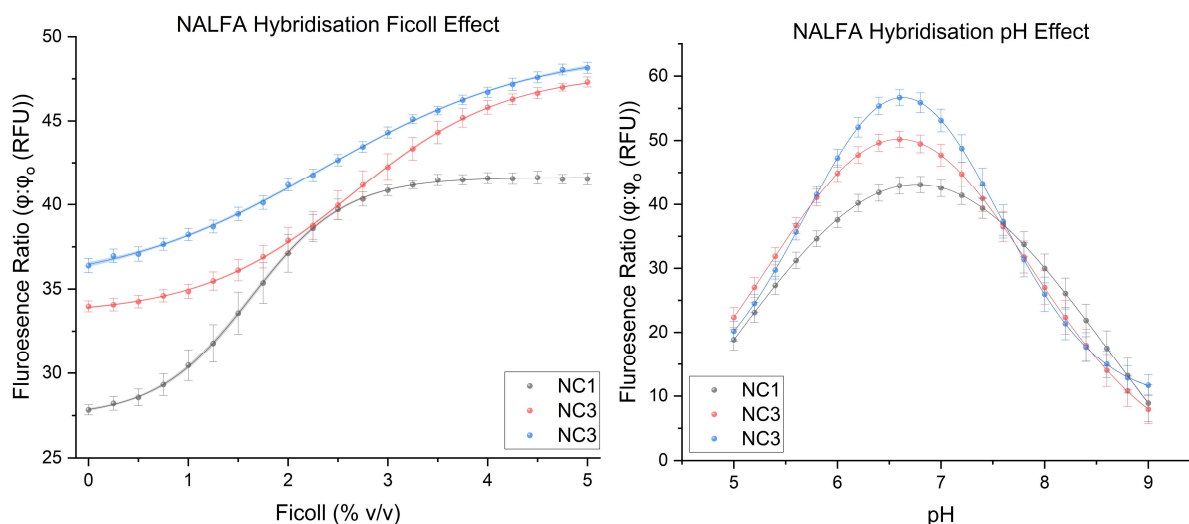 NALFA Hybridisation Ficoll Effect
Fluroesence Ratio (φ:φo (RFU))
50
45
40
35
30
25
0 1 2 3 4 5
Ficoll (% v/v)
NC1
NC3
NC3
NALFA Hybridisation pH Effect
Fluroesence Ratio (φ:φo (RFU))
60
50
40
30
20
10
0
5 6 7 8 9
pH
NC1
NC3
NC3